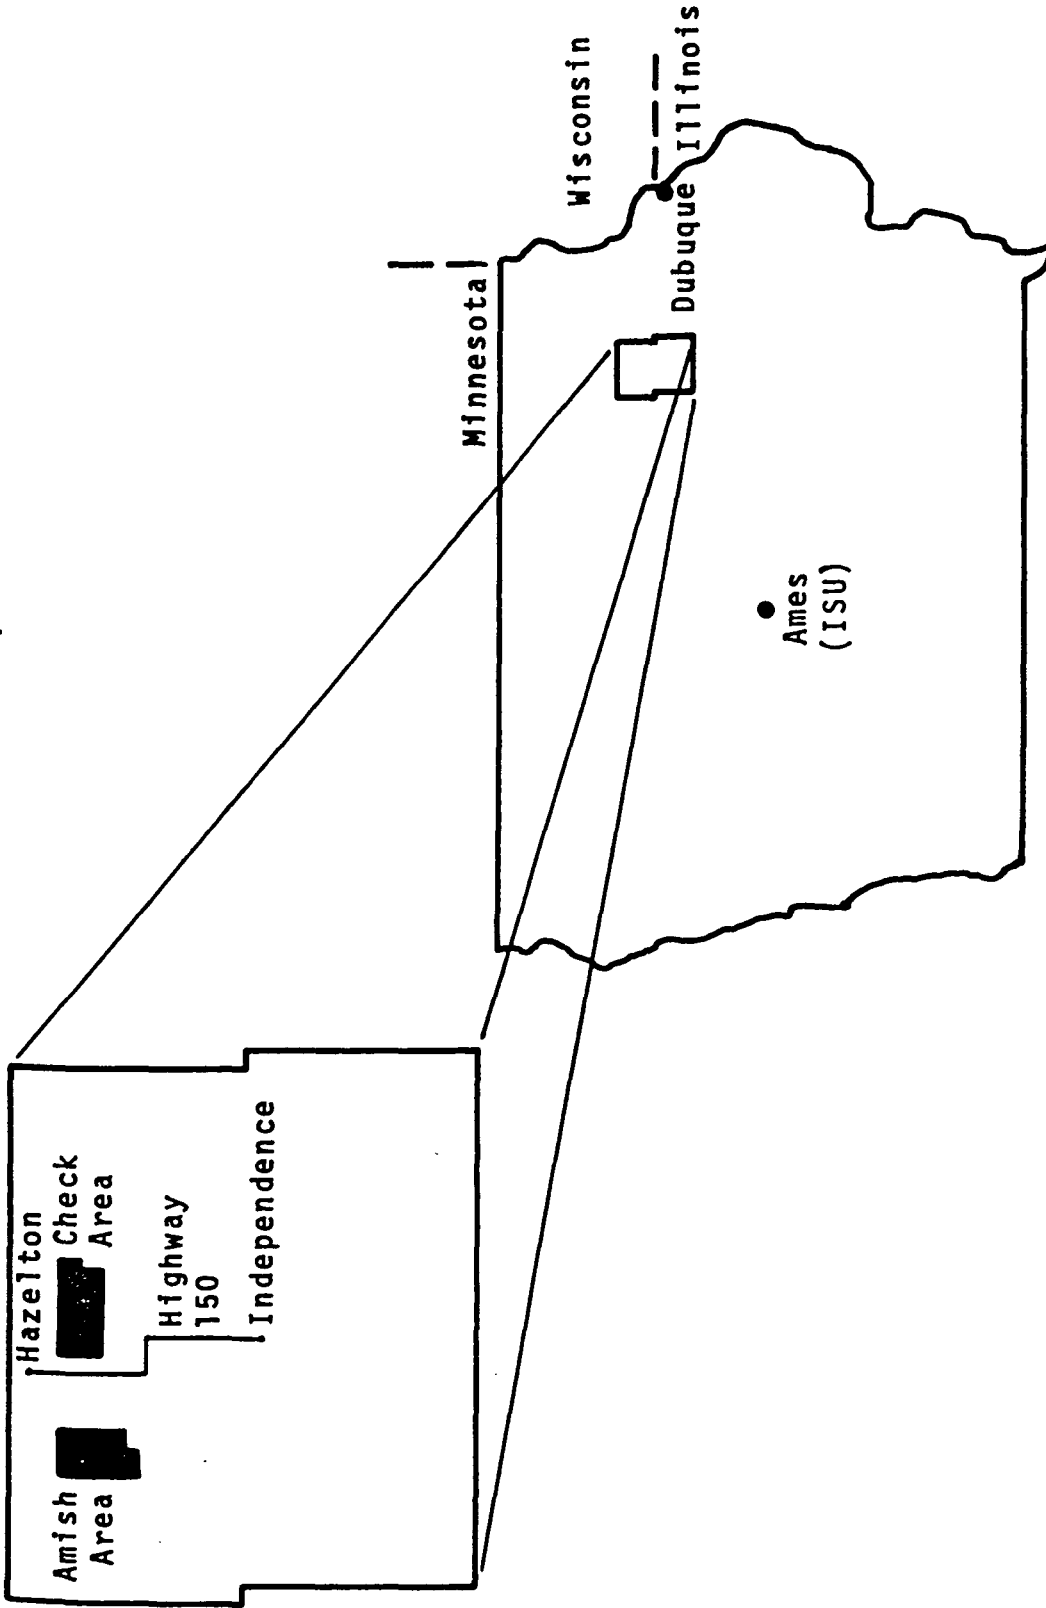 Hazelton
Amish
Area
Check
Area
Highway
150
Independence
Minnesota
Wisconsin
Dubuque
Illinois
Ames
(ISU)